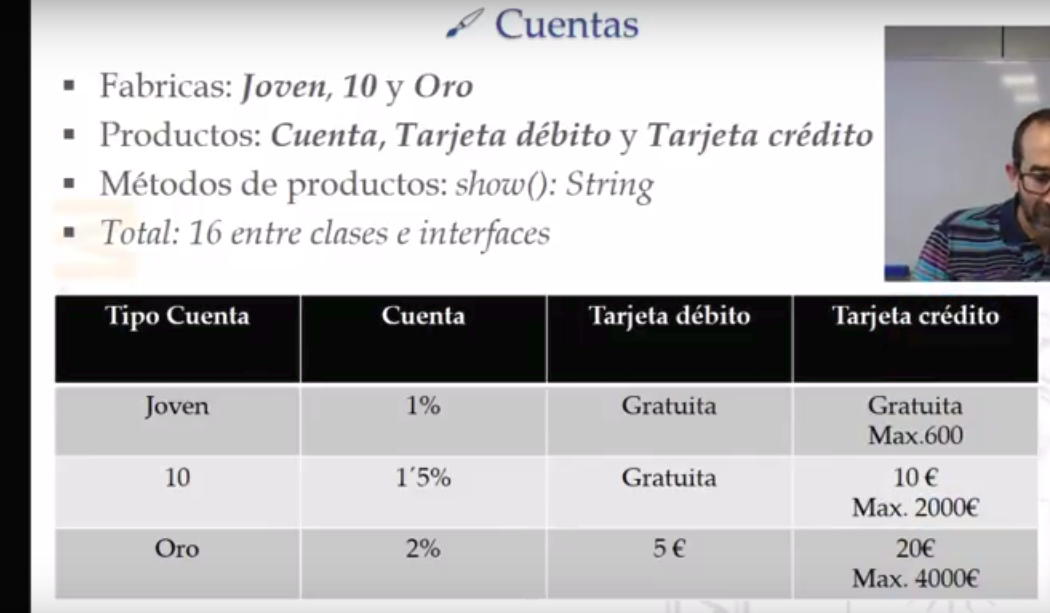 Cuentas
Fabricas: Joven, 10 y Oro
Productos: Cuenta, Tarjeta débito y Tarjeta crédito
Métodos de productos: show(): String
Total: 16 entre clases e interfaces
Tipo Cuenta Cuenta Tarjeta débito Tarjeta crédito
Joven 1% Gratuita Gratuita
Max.600
10 1´5% Gratuita 10 €
Max. 2000€
Oro 2% 5 € 20€
Max. 4000€